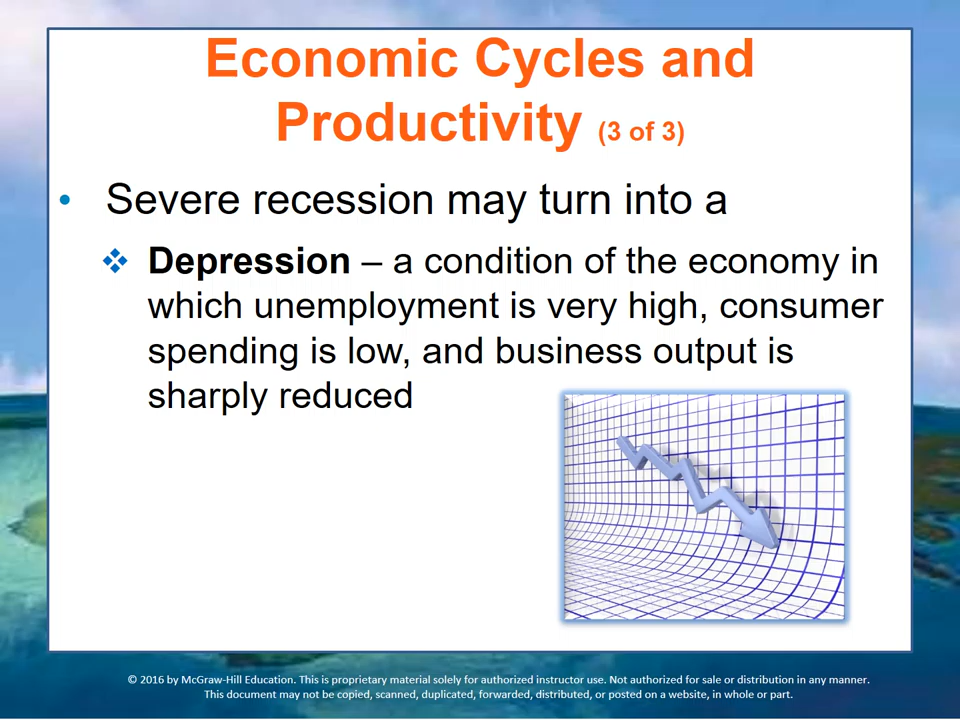 Economic Cycles and
Productivity (3 of 3)
• Severe recession may turn into a
❖ Depression – a condition of the economy in
which unemployment is very high, consumer
spending is low, and business output is
sharply reduced
© 2016 by McGraw-Hill Education. This is proprietary material solely for authorized instructor use. Not authorized for sale or distribution in any manner.
This document may not be copied, scanned, duplicated, forwarded, distributed, or posted on a website, in whole or part.